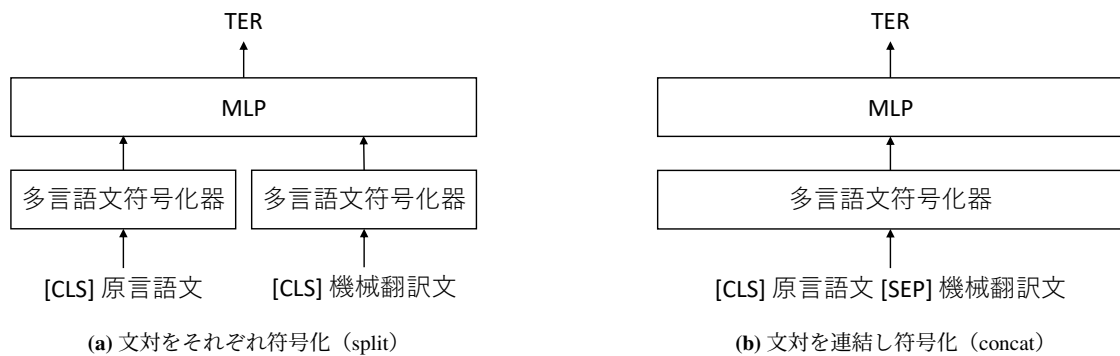 TER
MLP
多言語文符号化器
多言語文符号化器
[CLS] 原言語文
[CLS] 機械翻訳文
(a) 文対をそれぞれ符号化（split）
TER
MLP
多言語文符号化器
[CLS] 原言語文 [SEP] 機械翻訳文
(b) 文対を連結し符号化（concat）